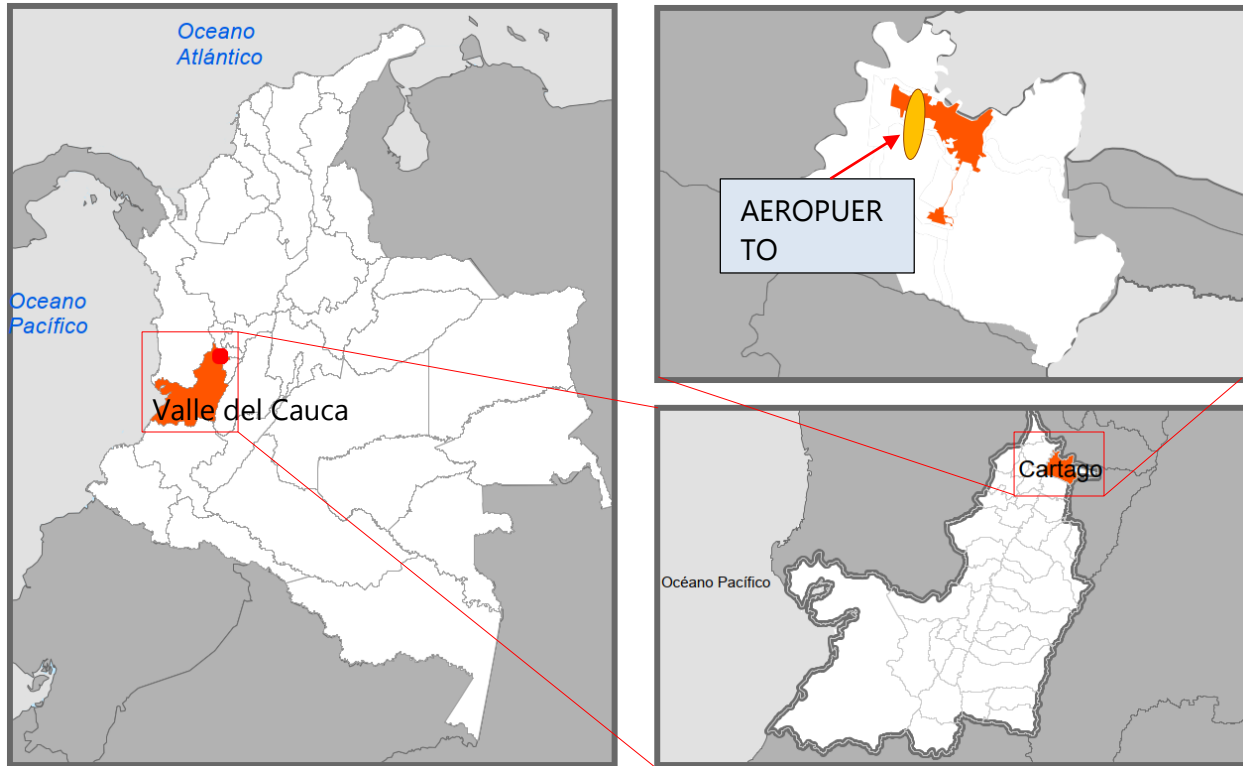 Oceano
Atlántico
Oceano
Pacífico
Valle del Cauca
AEROPUER
TO
Cartago
Océano Pacífico